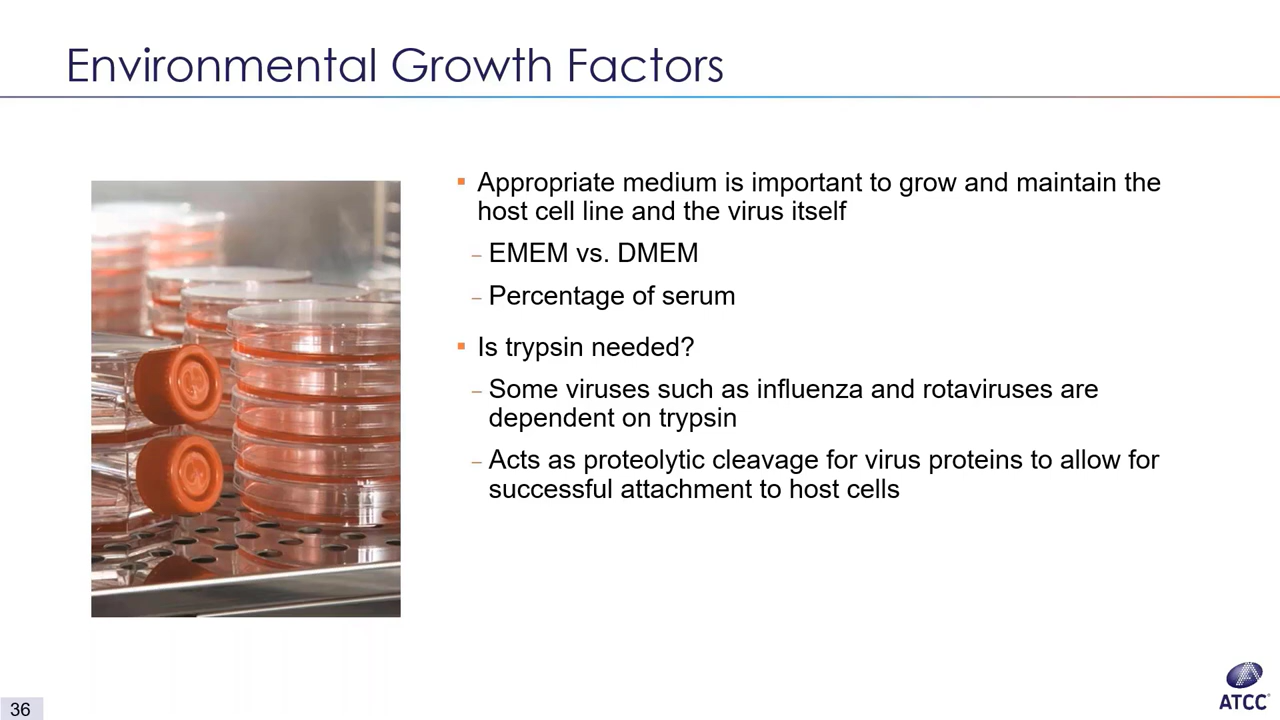 Environmental Growth Factors
▪ Appropriate medium is important to grow and maintain the
host cell line and the virus itself
– EMEM vs. DMEM
– Percentage of serum
▪ Is trypsin needed?
– Some viruses such as influenza and rotaviruses are
dependent on trypsin
– Acts as proteolytic cleavage for virus proteins to allow for
successful attachment to host cells
36
ATCC